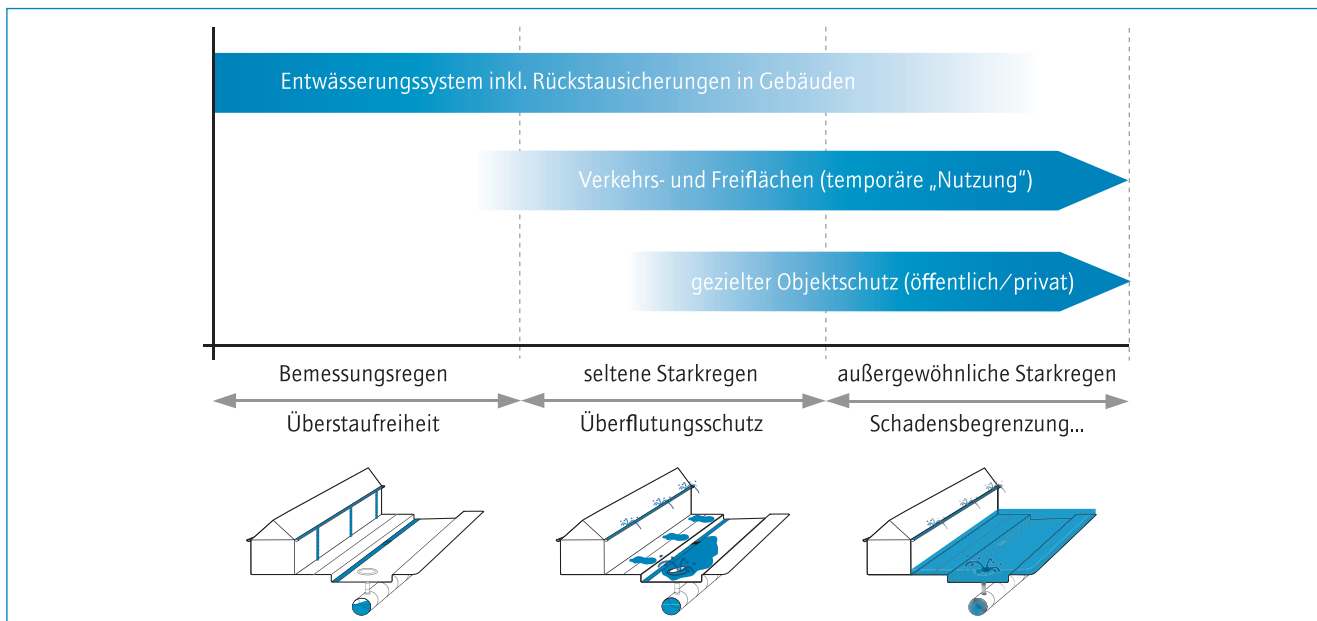 Entwässerungssystem inkl. Rückstausicherungen in Gebäuden
Verkehrs- und Freiflächen (temporäre „Nutzung“)
gezielter Objektschutz (öffentlich/privat)
Bemessungsregen
seltene Starkregen
außergewöhnliche Starkregen
Überstaufreiheit
Überflutungsschutz
Schadensbegrenzung...